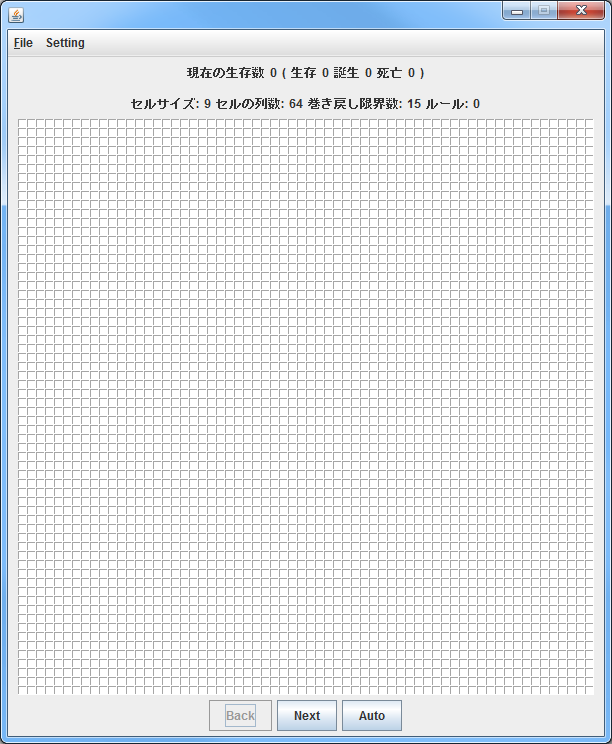 File Setting
現在の生存数 0 ( 生存 0 誕生 0 死亡 0 )
セルサイズ: 9 セルの列数: 64 巻き戻し限界数: 15 ルール: 0
Back Next Auto